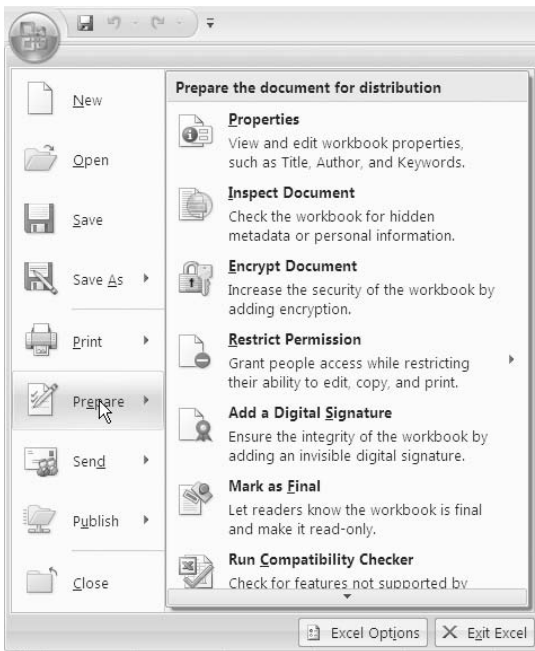 New
Open
Save
Save As
Print
Prepare
Send
Publish
Close
Prepare the document for distribution
Properties
View and edit workbook properties,
such as Title, Author, and Keywords.
Inspect Document
Check the workbook for hidden
metadata or personal information.
Encrypt Document
Increase the security of the workbook by
adding encryption.
Restrict Permission
Grant people access while restricting
their ability to edit, copy, and print.
Add a Digital Signature
Ensure the integrity of the workbook by
adding an invisible digital signature.
Mark as Final
Let readers know the workbook is final
and make it read-only.
Run Compatibility Checker
Check for features not supported by
Excel Options
Exit Excel